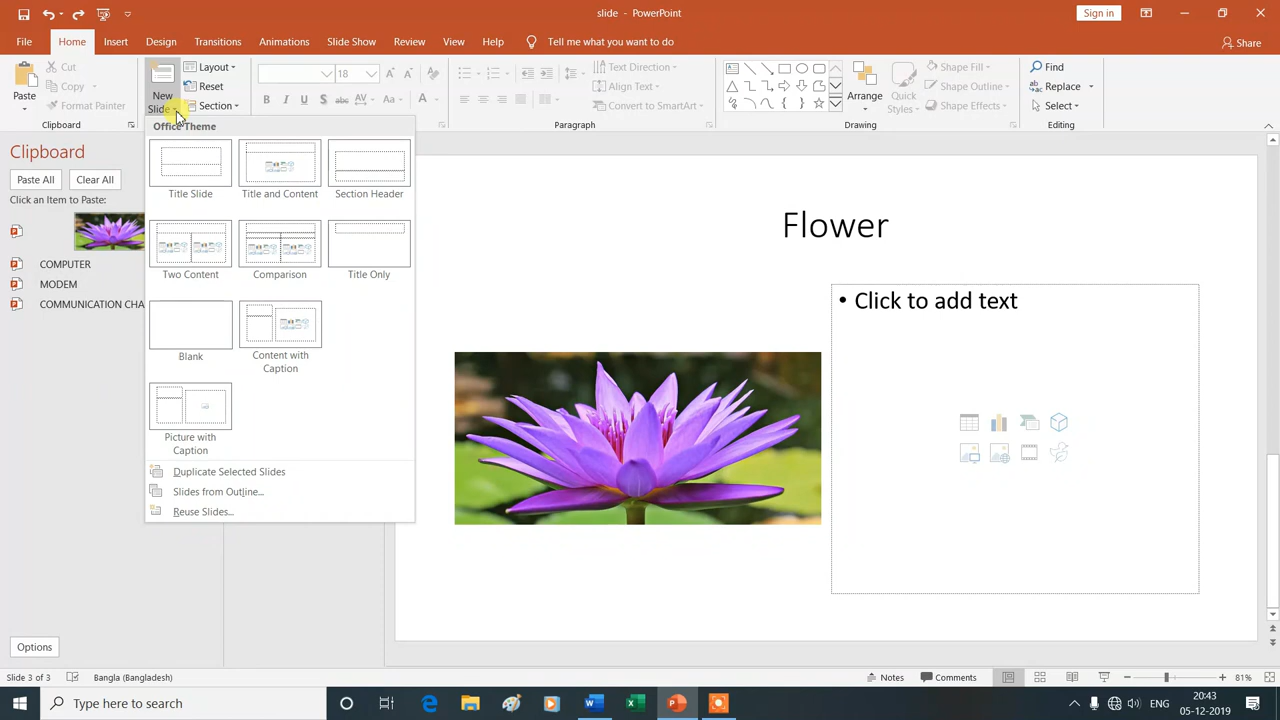 slide - PowerPoint
Sign in
File Home Insert Design Transitions Animations Slide Show Review View Help Tell me what you want to do Share
Paste
Cut
Copy
Format Painter
Clipboard
New Slide
Layout
Reset
Section
18
Text Direction
Align Text
Convert to SmartArt
Paragraph
Arrange
Quick Styles
Shape Fill
Shape Outline
Shape Effects
Drawing
Find
Replace
Select
Editing
Clipboard
Paste All Clear All
Click an Item to Paste:
COMPUTER
MODEM
COMMUNICATION CHA
Options
Office Theme
Title Slide Title and Content Section Header
Two Content Comparison Title Only
Blank Content with Caption
Picture with Caption
Duplicate Selected Slides
Slides from Outline...
Reuse Slides...
Flower
• Click to add text
Slide 3 of 3 Bangla (Bangladesh) Notes Comments 81%
Type here to search
ENG
20:43
05-12-2019